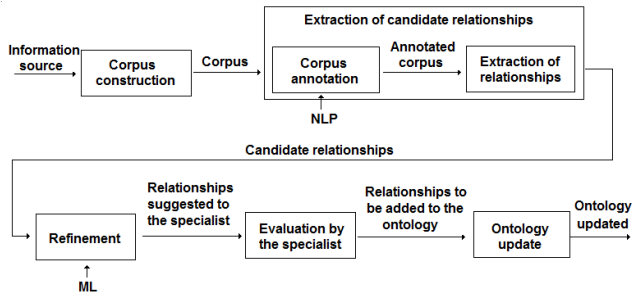 Extraction of candidate relationships
Information
source
Corpus
construction
Corpus
Corpus
annotation
Annotated
corpus
Extraction of
relationships
NLP
Candidate relationships
Refinement
ML
Relationships
suggested to
the specialist
Evaluation by
the specialist
Relationships to
be added to the
ontology
Ontology
update
Ontology
updated